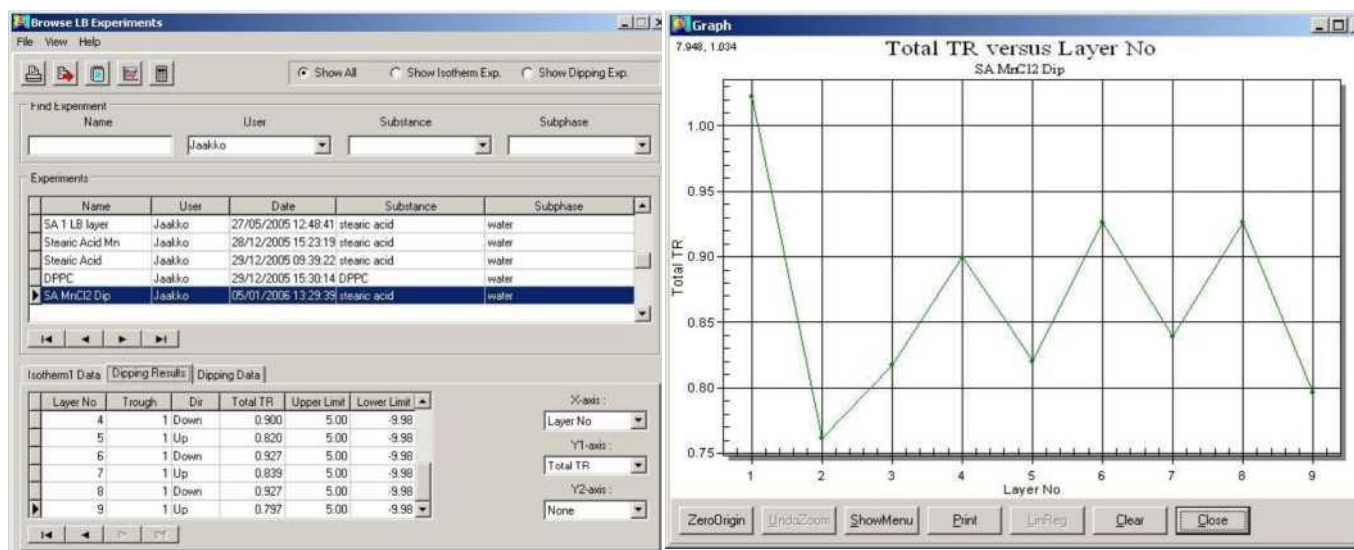 Browse LB Experiments
File View Help
Show All Show Isotherm Exp. Show Dipping Exp.
Find Experiment
Name User Substance Subphase
Jaakko
Experiments
Name User Date Substance Subphase
SA 1 LB layer Jaakko 27/05/2005 12:48:41 stearic acid water
Stearic Acid Mn Jaakko 28/12/2005 15:23:19 stearic acid water
Stearic Acid Jaakko 29/12/2005 09:39:22 stearic acid water
DPPC Jaakko 29/12/2005 15:30:14 DPPC water
SA MnCl2 Dip Jaakko 05/01/2006 13:29:39 stearic acid water
Isotherm1 Data Dipping Results Dipping Data
Layer No Trough Dir Total TR Upper Limit Lower Limit
4 1 Down 0.900 5.00 -9.98
5 1 Up 0.820 5.00 -9.98
6 1 Down 0.927 5.00 -9.98
7 1 Up 0.839 5.00 -9.98
8 1 Down 0.927 5.00 -9.98
9 1 Up 0.797 5.00 -9.98
X-axis :
Layer No
Y1-axis :
Total TR
Y2-axis :
None
Graph
7.948, 1.034
Total TR versus Layer No
SA MnCl2 Dip
1.00
0.95
0.90
0.85
0.80
0.75
Total TR
1 2 3 4 5 6 7 8 9
Layer No
ZeroOrigin UndoZoom ShowMenu Print LinReg Clear Close